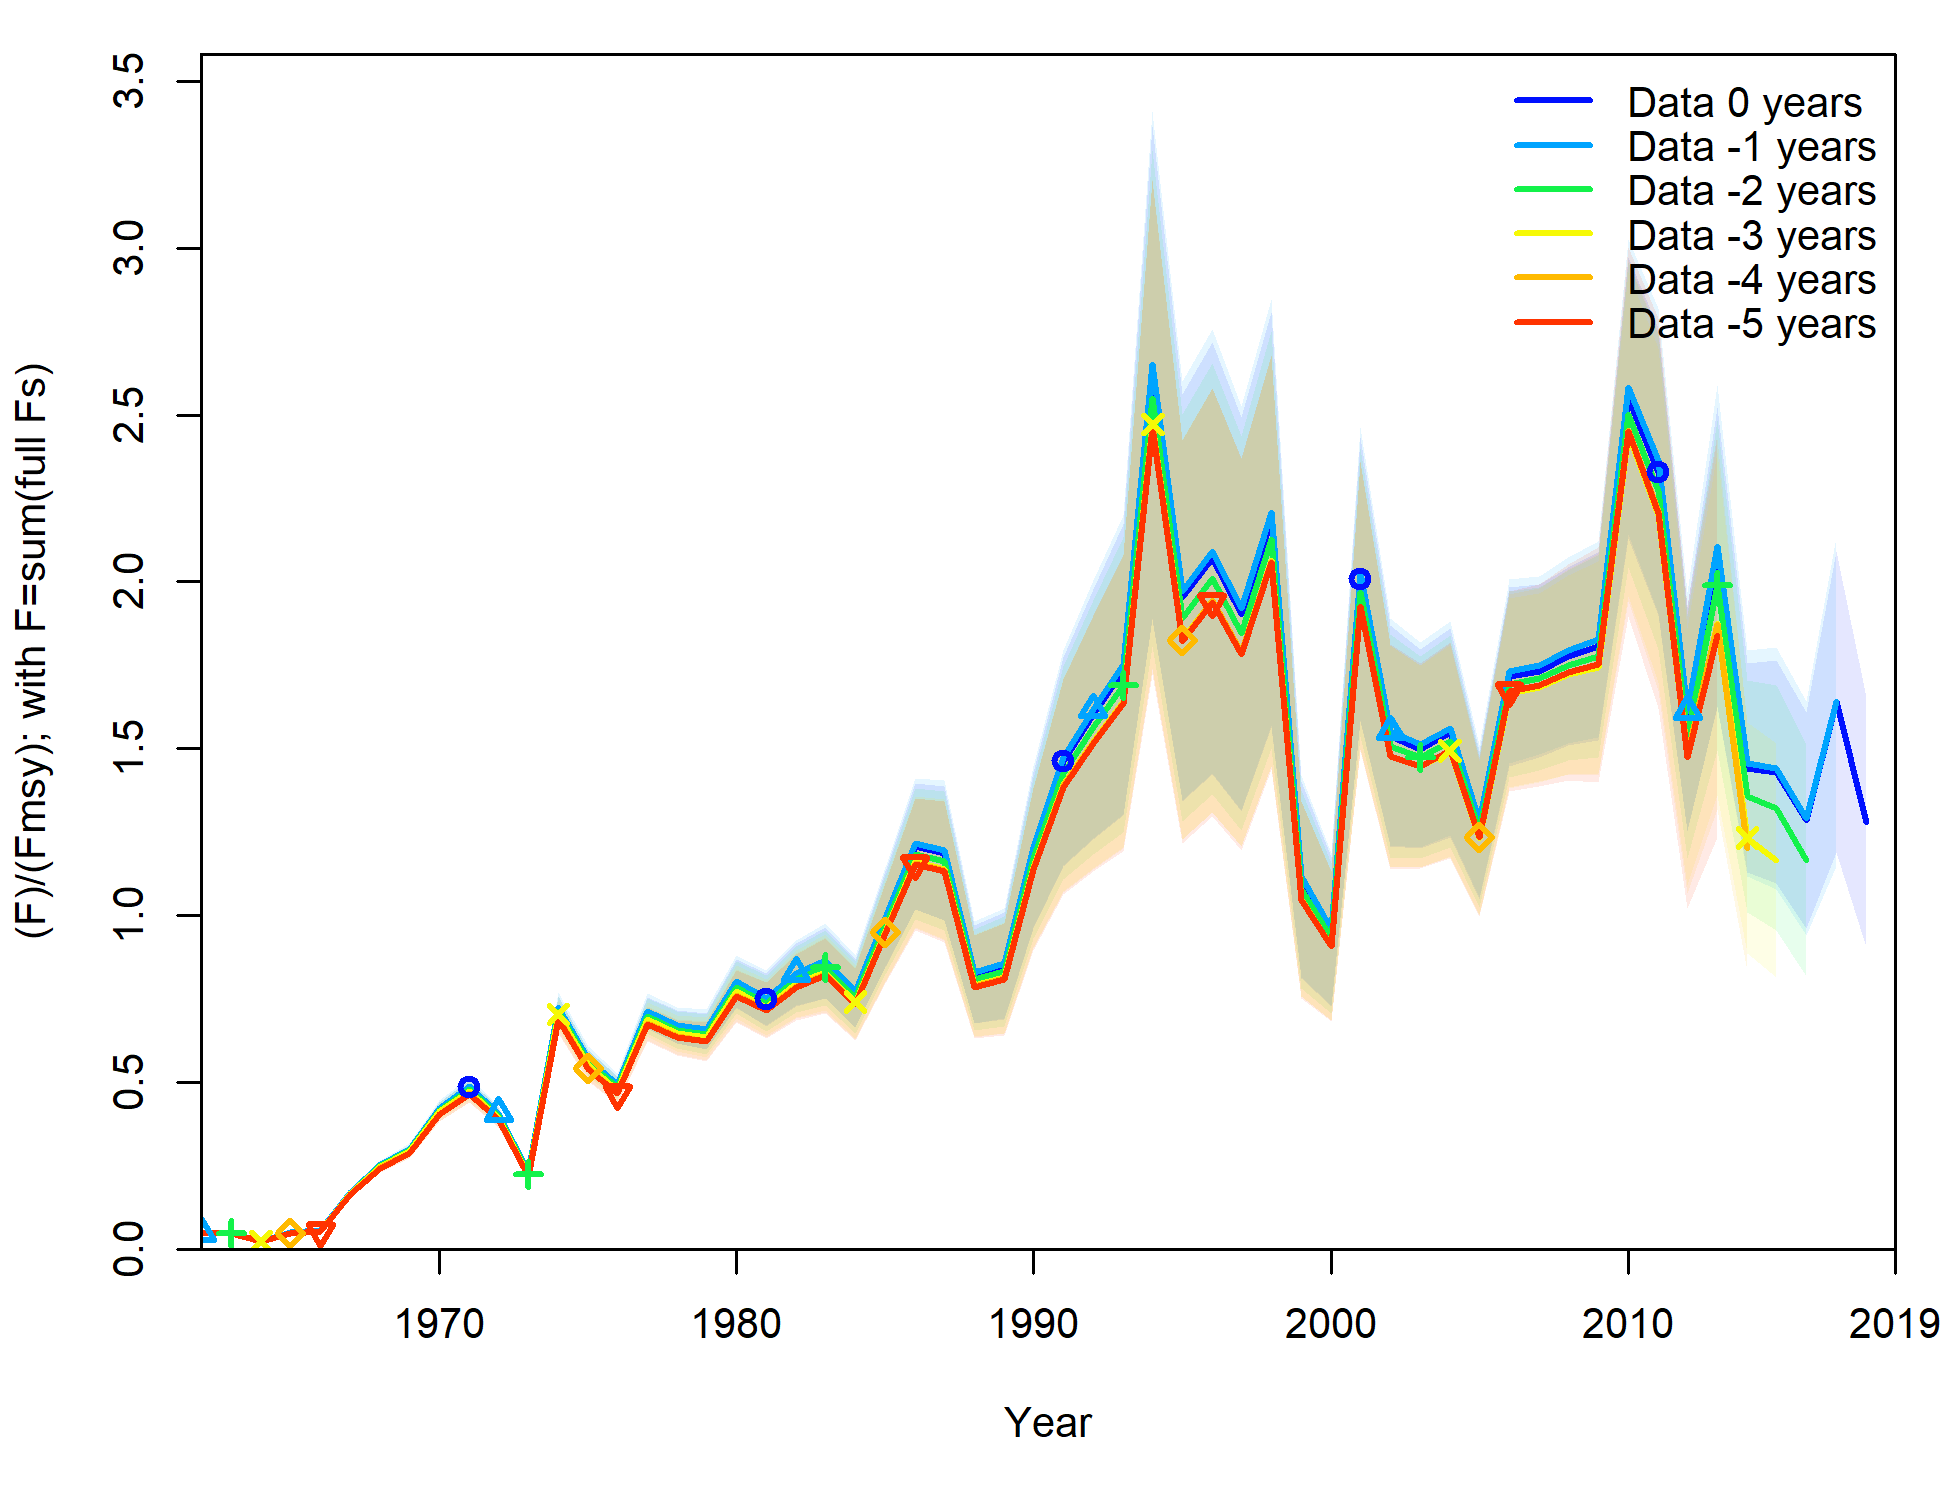 3.5
3.0
2.5
2.0
1.5
1.0
0.5
0.0
(F)/(Fmsy); with F=sum(full Fs)
Data 0 years
Data -1 years
Data -2 years
Data -3 years
Data -4 years
Data -5 years
1970 1980 1990 2000 2010 2019
Year